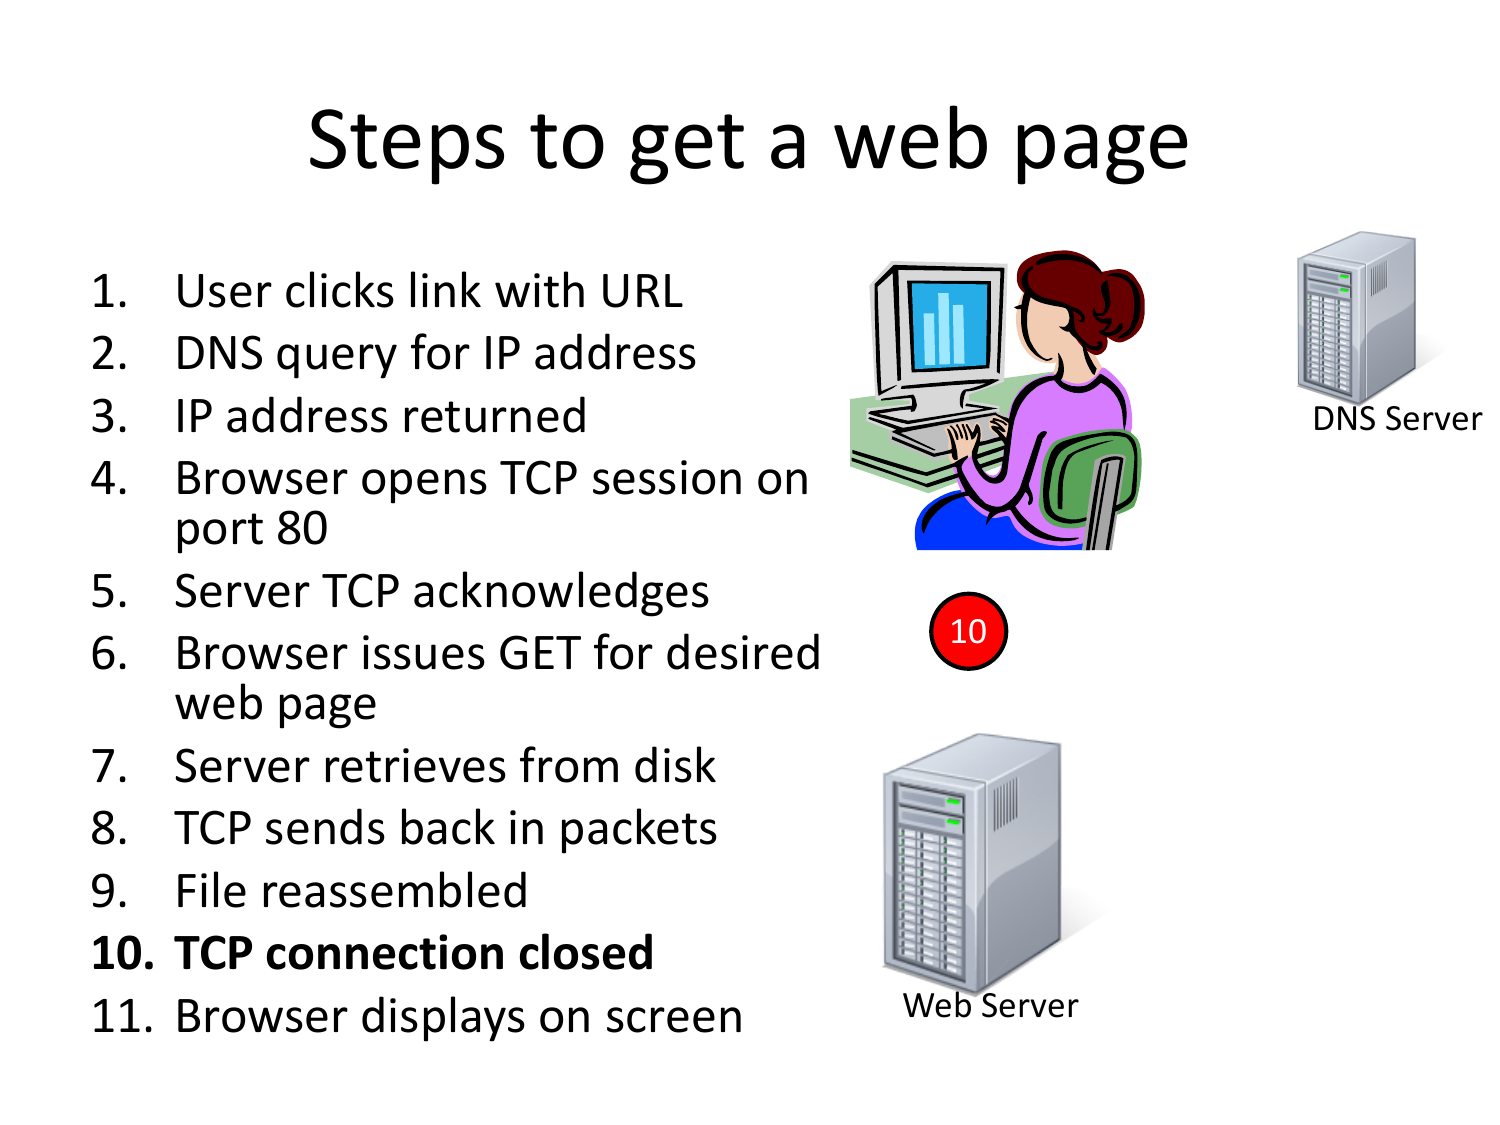 Steps to get a web page
1. User clicks link with URL
2. DNS query for IP address
3. IP address returned
4. Browser opens TCP session on
port 80
5. Server TCP acknowledges
6. Browser issues GET for desired
web page
7. Server retrieves from disk
8. TCP sends back in packets
9. File reassembled
10. TCP connection closed
11. Browser displays on screen
DNS Server
10
Web Server